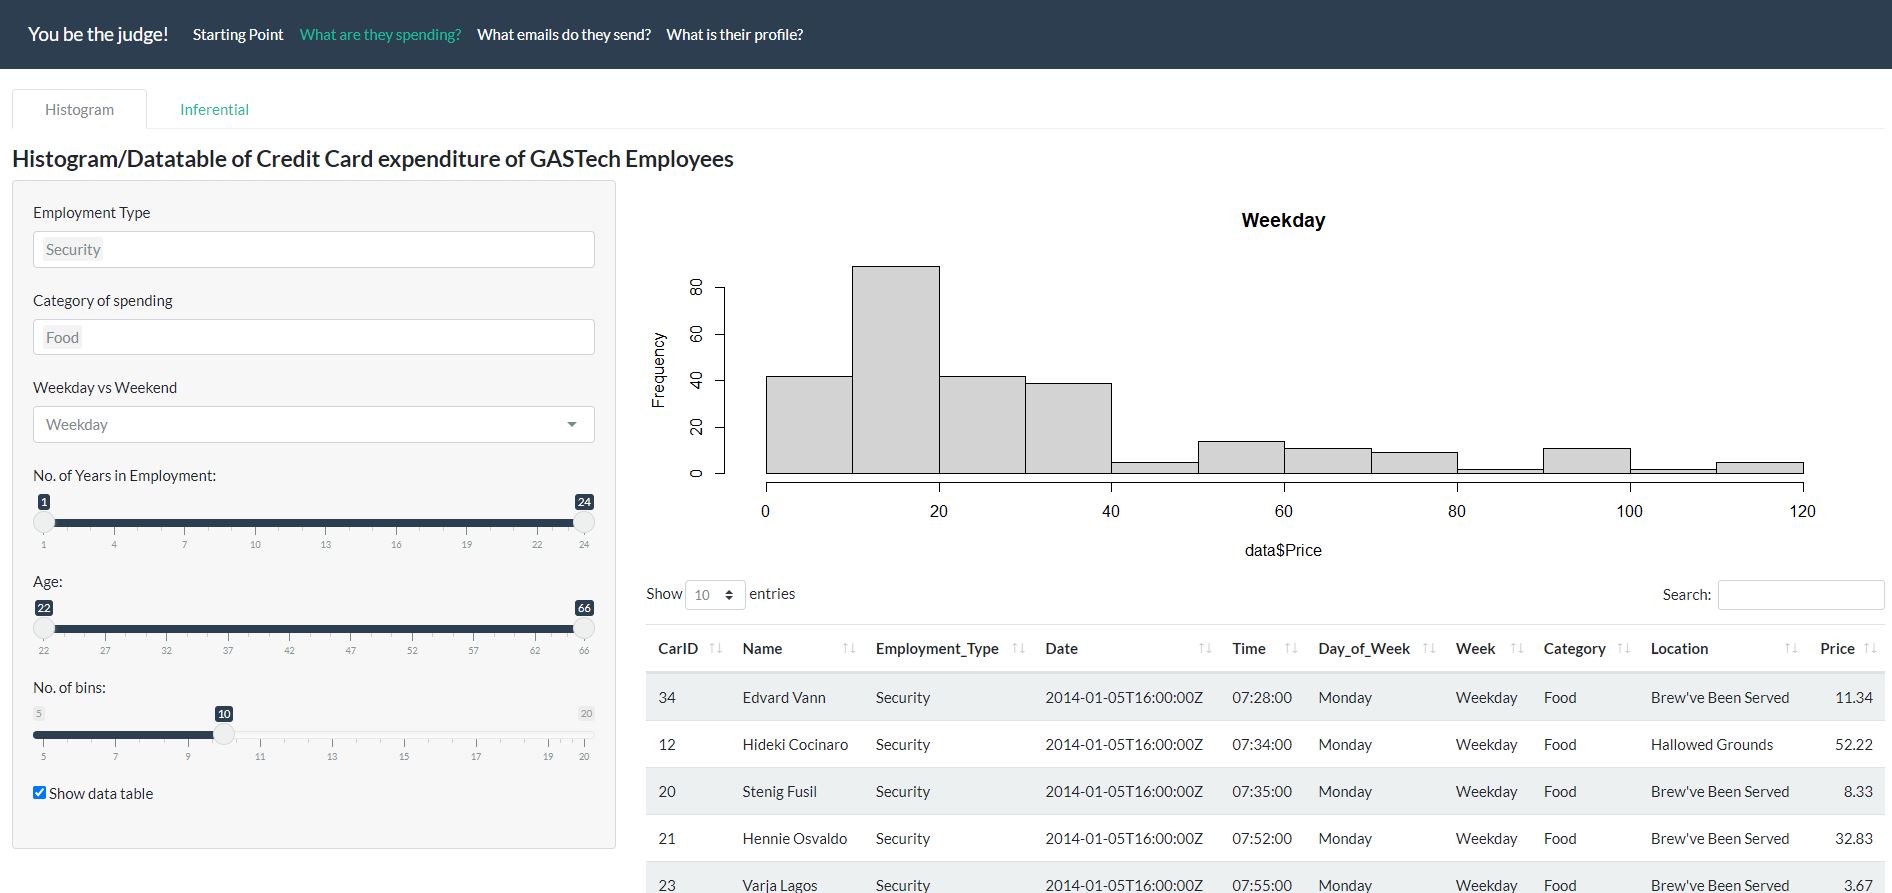 You be the judge! Starting Point What are they spending? What emails do they send? What is their profile?
Histogram Inferential
Histogram/Datatable of Credit Card expenditure of GASTech Employees
Employment Type
Security
Category of spending
Food
Weekday vs Weekend
Weekday
No. of Years in Employment:
1 24
1 4 7 10 13 16 19 22 24
Age:
22 66
22 27 32 37 42 47 52 57 62 66
No. of bins:
5 10 20
5 7 9 11 13 15 17 19 20
Show data table
Weekday
Frequency
80
60
40
20
0
0 20 40 60 80 100 120
data$Price
Show 10 entries Search:
CarID Name Employment_Type Date Time Day_of_Week Week Category Location Price
34 Edvard Vann Security 2014-01-05T16:00:00Z 07:28:00 Monday Weekday Food Brew've Been Served 11.34
12 Hideki Cocinaro Security 2014-01-05T16:00:00Z 07:34:00 Monday Weekday Food Hallowed Grounds 52.22
20 Stenig Fusil Security 2014-01-05T16:00:00Z 07:35:00 Monday Weekday Food Brew've Been Served 8.33
21 Hennie Osvaldo Security 2014-01-05T16:00:00Z 07:52:00 Monday Weekday Food Brew've Been Served 32.83
23 Varja Lagos Security 2014-01-05T16:00:00Z 07:55:00 Monday Weekday Food Brew've Been Served 3.67